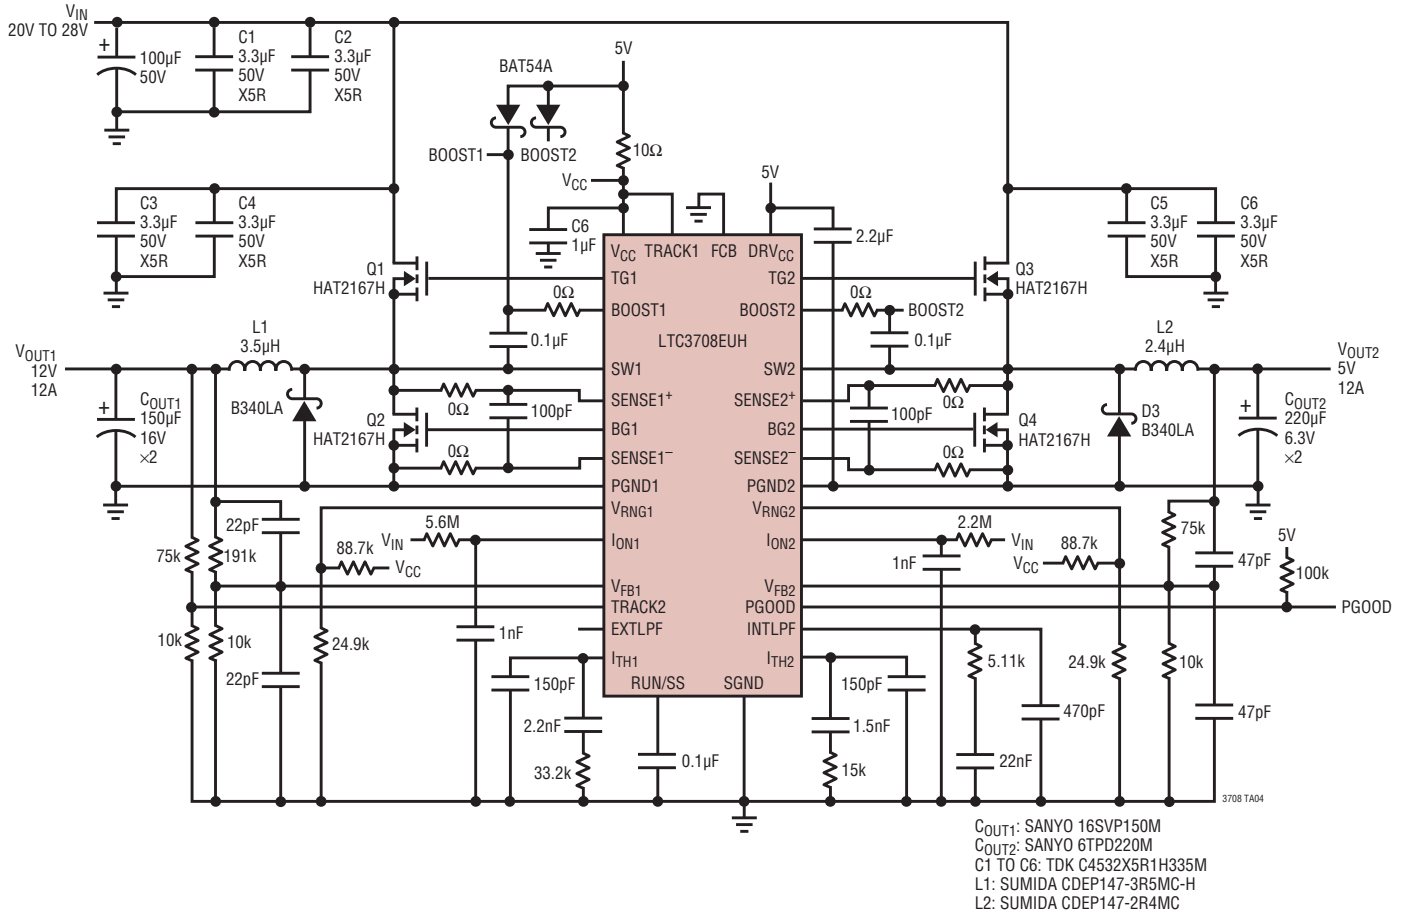 VIN
20V TO 28V
100µF
50V
C1
3.3µF
50V
X5R
C2
3.3µF
50V
X5R
5V
BAT54A
BOOST1
BOOST2
10Ω
VCC
5V
C3
3.3µF
50V
X5R
C4
3.3µF
50V
X5R
C6
1µF
2.2µF
C5
3.3µF
50V
X5R
C6
3.3µF
50V
X5R
VCC TRACK1 FCB DRVCC
Q1
HAT2167H
TG1
TG2
Q3
HAT2167H
0Ω
BOOST1
BOOST2
0Ω
BOOST2
LTC3708EUH
0.1µF
0.1µF
VOUT1
12V
12A
L1
3.5µH
SW1
SW2
L2
2.4µH
VOUT2
5V
12A
+
COUT1
150µF
16V
×2
B340LA
0Ω
100pF
SENSE1+
SENSE2+
0Ω
100pF
Q2
HAT2167H
BG1
BG2
Q4
HAT2167H
D3
B340LA
+
COUT2
220µF
6.3V
×2
0Ω
SENSE1–
SENSE2–
0Ω
PGND1
PGND2
VRNG1
VRNG2
22pF
VIN
5.6M
ION1
ION2
2.2M
VIN
75k
5V
75k
191k
88.7k
VCC
1nF
VCC
88.7k
47pF
100k
VFB1
VFB2
TRACK2
PGOOD
PGOOD
10k
10k
24.9k
1nF
EXTLPF
INTLPF
5.11k
24.9k
10k
22pF
150pF
ITH1
ITH2
150pF
RUN/SS
SGND
470pF
47pF
2.2nF
1.5nF
33.2k
0.1µF
15k
22nF
3708 TA04
COUT1: SANYO 16SVP150M
COUT2: SANYO 6TPD220M
C1 TO C6: TDK C4532X5R1H335M
L1: SUMIDA CDEP147-3R5MC-H
L2: SUMIDA CDEP147-2R4MC